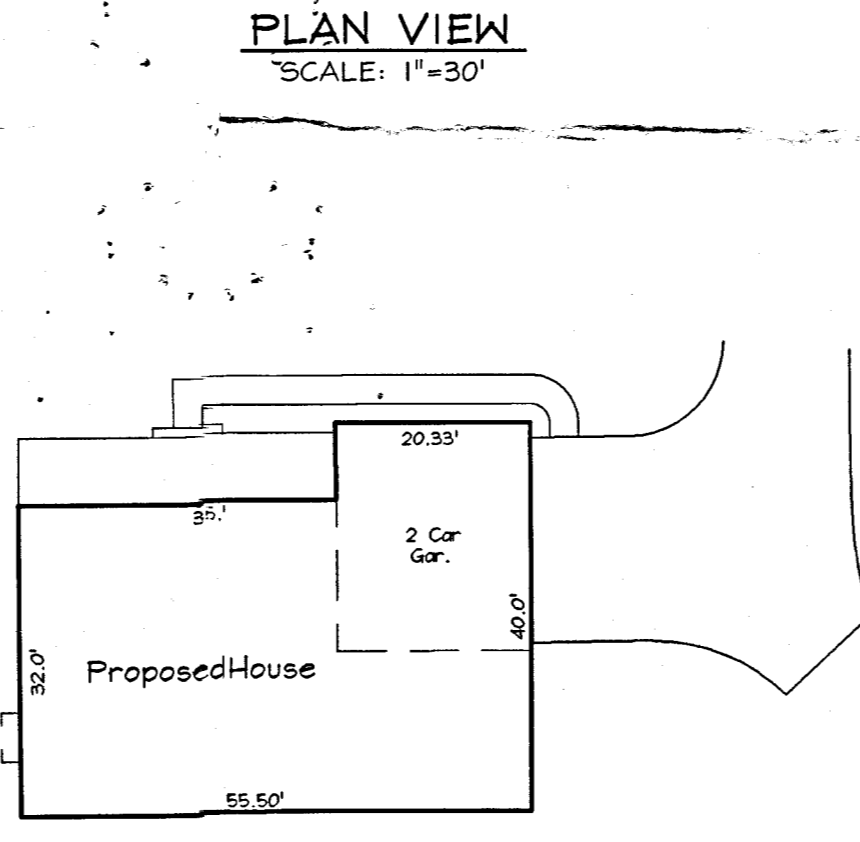 PLAN VIEW
SCALE: 1"=30'
20.33'
35.'
2 Car
Gar.
40.0'
32.0'
ProposedHouse
55.50'